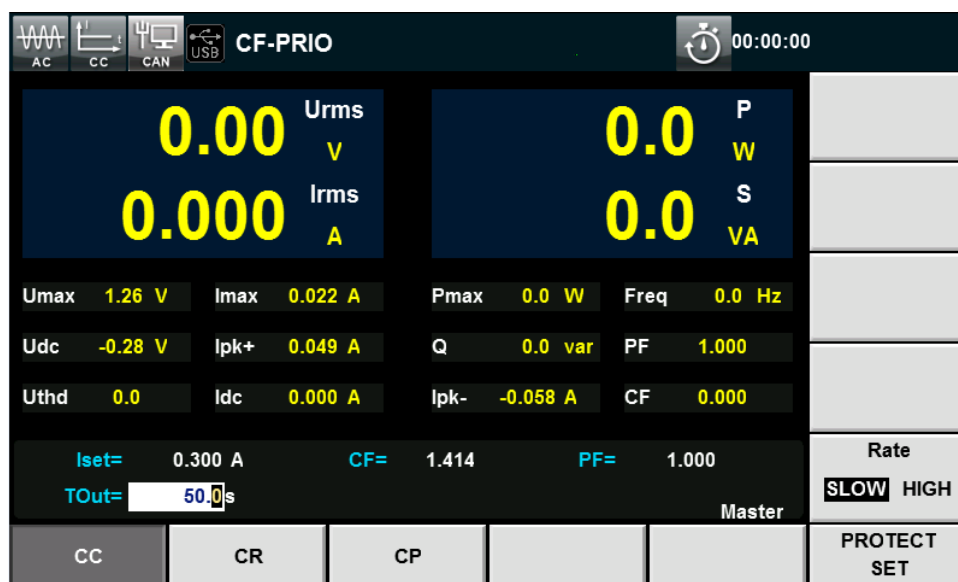 AC CC t CAN USB CF-PRIO 00:00:00
0.00 Urms V 0.0 P W
0.000 Irms A 0.0 S VA
Umax 1.26 V Imax 0.022 A Pmax 0.0 W Freq 0.0 Hz
Udc -0.28 V Ipk+ 0.049 A Q 0.0 var PF 1.000
Uthd 0.0 Idc 0.000 A Ipk- -0.058 A CF 0.000
Iset= 0.300 A CF= 1.414 PF= 1.000
TOut= 50.0s
Master
Rate
SLOW HIGH
CC CR CP
PROTECT
SET